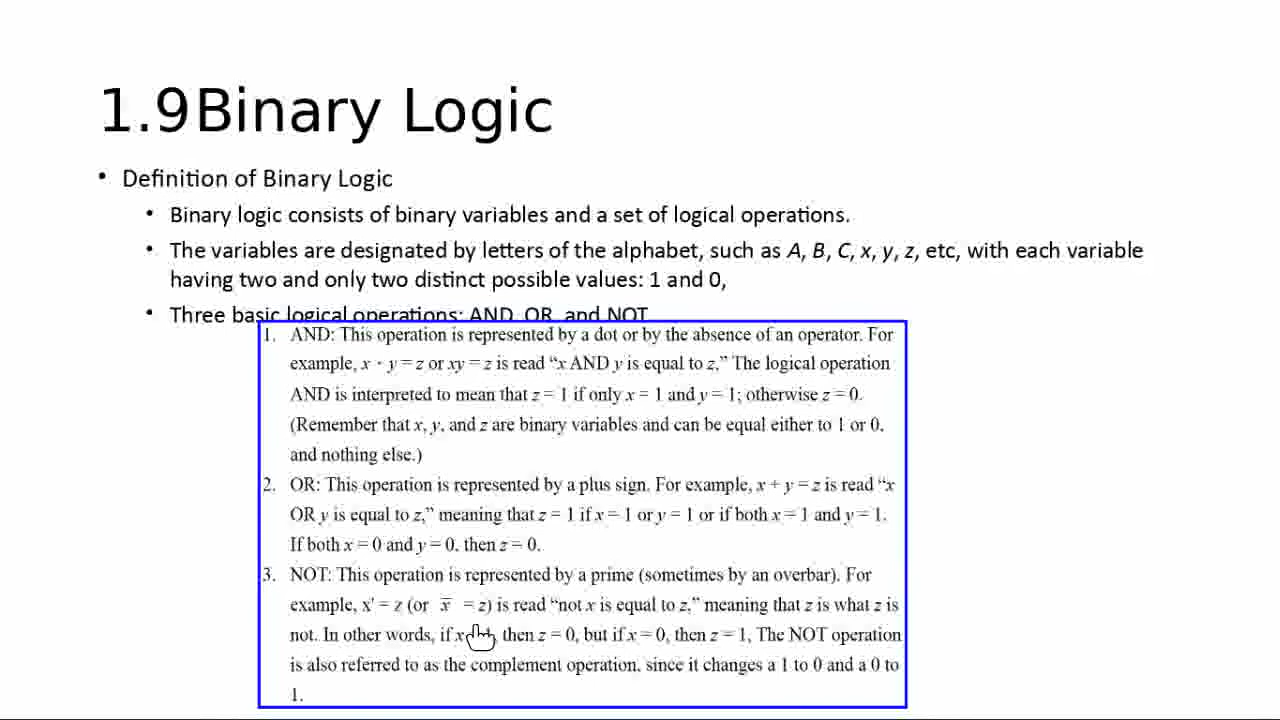 1.9 Binary Logic
• Definition of Binary Logic
• Binary logic consists of binary variables and a set of logical operations.
• The variables are designated by letters of the alphabet, such as A, B, C, x, y, z, etc, with each variable
having two and only two distinct possible values: 1 and 0,
• Three basic logical operations: AND, OR, and NOT
1. AND: This operation is represented by a dot or by the absence of an operator. For
example, x · y = z or xy = z is read “x AND y is equal to z,” The logical operation
AND is interpreted to mean that z = 1 if only x = 1 and y = 1; otherwise z = 0.
(Remember that x, y, and z are binary variables and can be equal either to 1 or 0,
and nothing else.)
2. OR: This operation is represented by a plus sign. For example, x + y = z is read “x
OR y is equal to z,” meaning that z = 1 if x = 1 or y = 1 or if both x = 1 and y = 1.
If both x = 0 and y = 0, then z = 0.
3. NOT: This operation is represented by a prime (sometimes by an overbar). For
example, x' = z (or x̅ = z) is read “not x is equal to z,” meaning that z is what z is
not. In other words, if x then z = 0, but if x = 0, then z = 1, The NOT operation
is also referred to as the complement operation, since it changes a 1 to 0 and a 0 to
1.